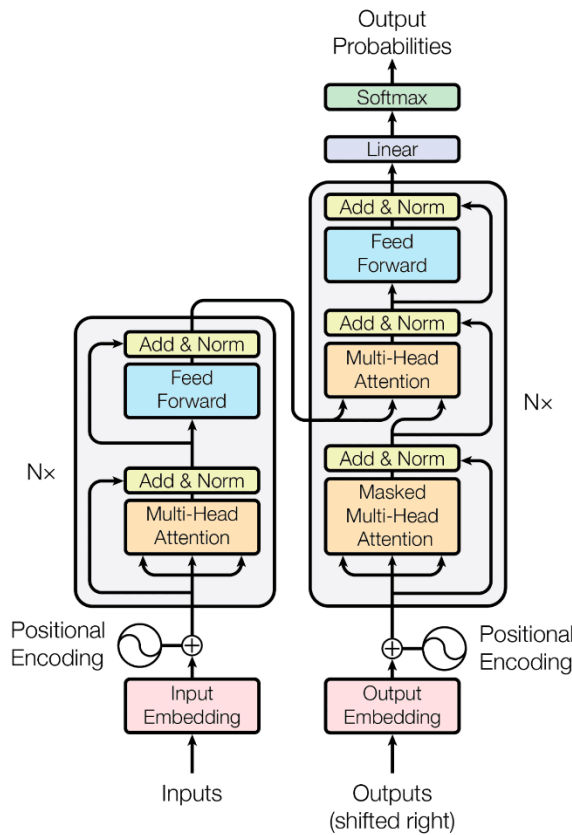 Output
Probabilities
Softmax
Linear
Add & Norm
Feed
Forward
Add & Norm
Multi-Head
Attention
Add & Norm
Masked
Multi-Head
Attention
N×
Add & Norm
Feed
Forward
Add & Norm
Multi-Head
Attention
N×
Positional
Encoding
Positional
Encoding
Input
Embedding
Output
Embedding
Inputs
Outputs
(shifted right)